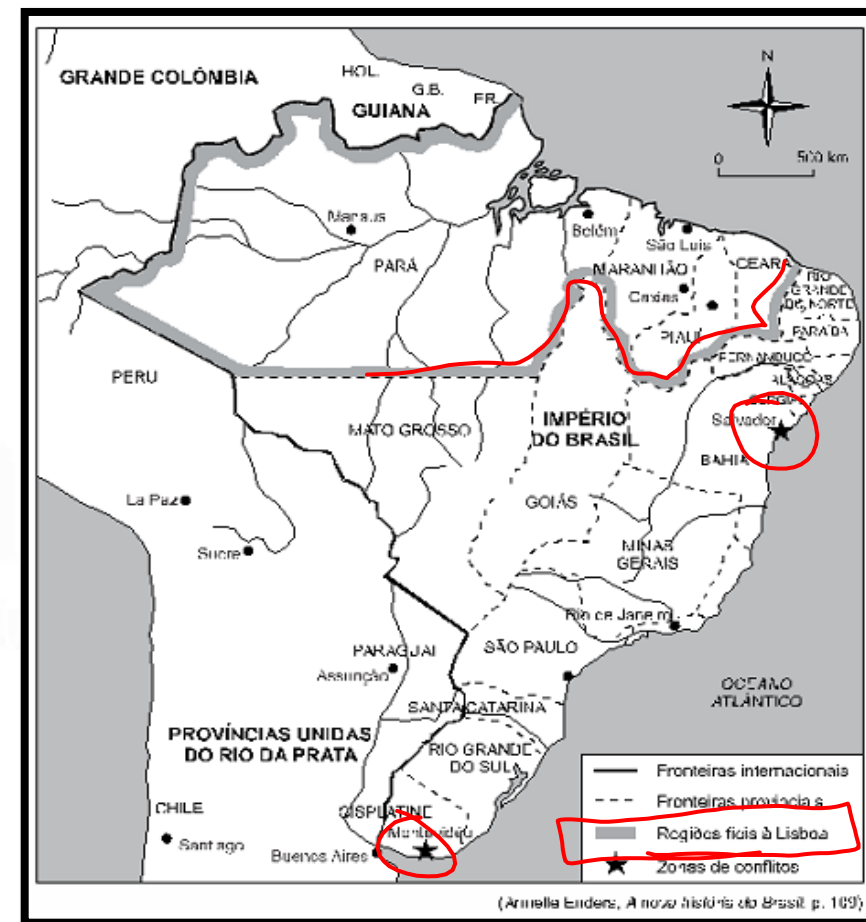 GRANDE COLÔMBIA
HOL.
G.B.
FR.
GUIANA
N
0 500 km
Manaus
Belém
São Luis
PARÁ
MARANHÃO
CEARÁ
Caxias
RIO
GRANDE
DO NORTE
PIAUÍ
PARAÍBA
PERNAMBUCO
ALAGOAS
SERGIPE
PERU
MATO GROSSO
IMPÉRIO
DO BRASIL
Salvador
BAHIA
La Paz
Sucre
GOIÁS
MINAS
GERAIS
Rio de Janeiro
PARAGUAI
Assunção
SÃO PAULO
OCEANO
ATLÂNTICO
SANTA CATARINA
PROVÍNCIAS UNIDAS
DO RIO DA PRATA
RIO GRANDE
DO SUL
CHILE
CISPLATINE
Montevidéu
Santiago
Buenos Aires
Fronteiras internacionais
Fronteiras provinciais
Regiões fiéis à Lisboa
Zonas de conflitos
(Armelle Enders, A nova história do Brasil, p. 109)